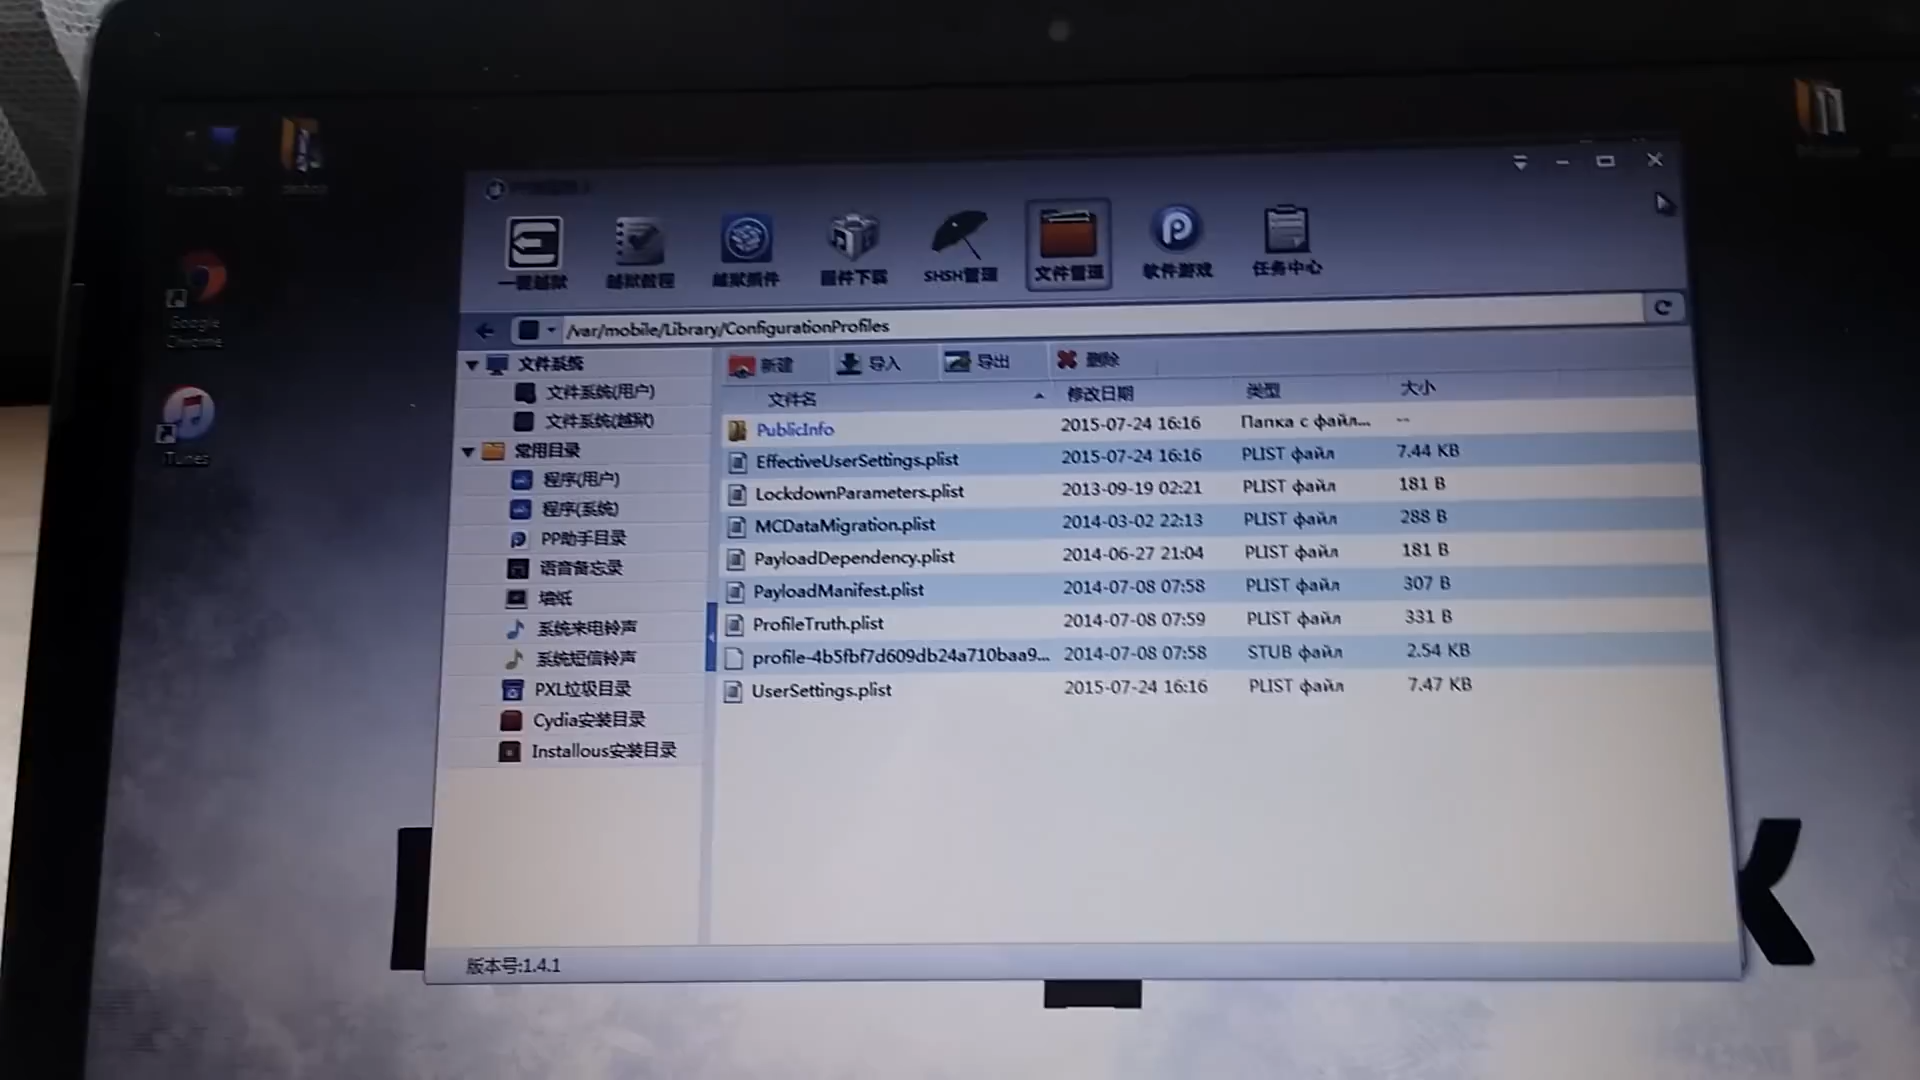 Google
Chrome
iTunes
一键越狱
越狱教程
越狱插件
固件下载
SHSH管理
文件管理
软件游戏
任务中心
/var/mobile/Library/ConfigurationProfiles
文件系统
文件系统(用户)
文件系统(越狱)
常用目录
程序(用户)
程序(系统)
PP助手目录
语音备忘录
墙纸
系统来电铃声
系统短信铃声
PXL垃圾目录
Cydia安装目录
Installous安装目录
新建 导入 导出 删除
文件名 修改日期 类型 大小
PublicInfo 2015-07-24 16:16 Папка с файл... --
EffectiveUserSettings.plist 2015-07-24 16:16 PLIST файл 7.44 KB
LockdownParameters.plist 2013-09-19 02:21 PLIST файл 181 B
MCDataMigration.plist 2014-03-02 22:13 PLIST файл 288 B
PayloadDependency.plist 2014-06-27 21:04 PLIST файл 181 B
PayloadManifest.plist 2014-07-08 07:58 PLIST файл 307 B
ProfileTruth.plist 2014-07-08 07:59 PLIST файл 331 B
profile-4b5fbf7d609db24a710baa9... 2014-07-08 07:58 STUB файл 2.54 KB
UserSettings.plist 2015-07-24 16:16 PLIST файл 7.47 KB
版本号:1.4.1